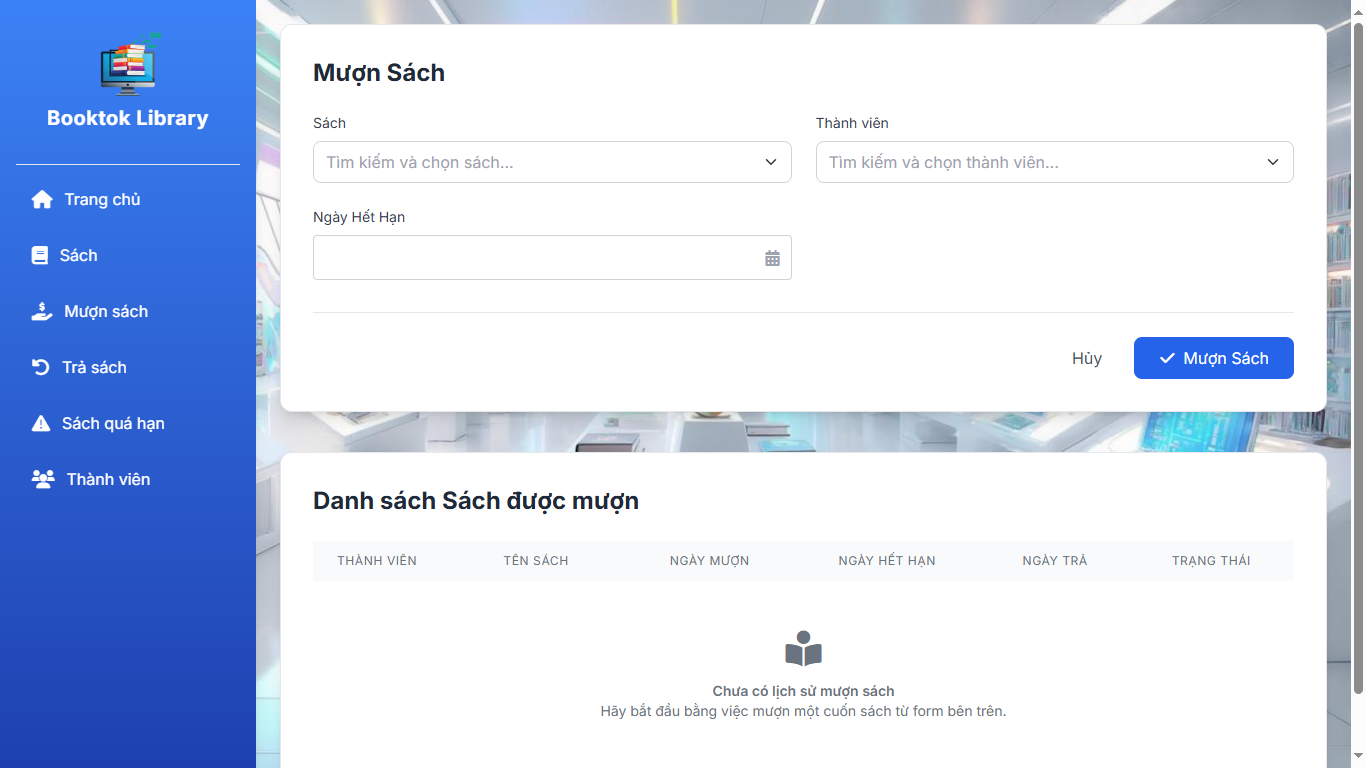 Booktok Library
Trang chủ
Sách
Mượn sách
Trả sách
Sách quá hạn
Thành viên
Mượn Sách
Sách
Thành viên
Tìm kiếm và chọn sách...
Tìm kiếm và chọn thành viên...
Ngày Hết Hạn
Hủy
Mượn Sách
Danh sách Sách được mượn
THÀNH VIÊN TÊN SÁCH NGÀY MƯỢN NGÀY HẾT HẠN NGÀY TRẢ TRẠNG THÁI
Chưa có lịch sử mượn sách
Hãy bắt đầu bằng việc mượn một cuốn sách từ form bên trên.